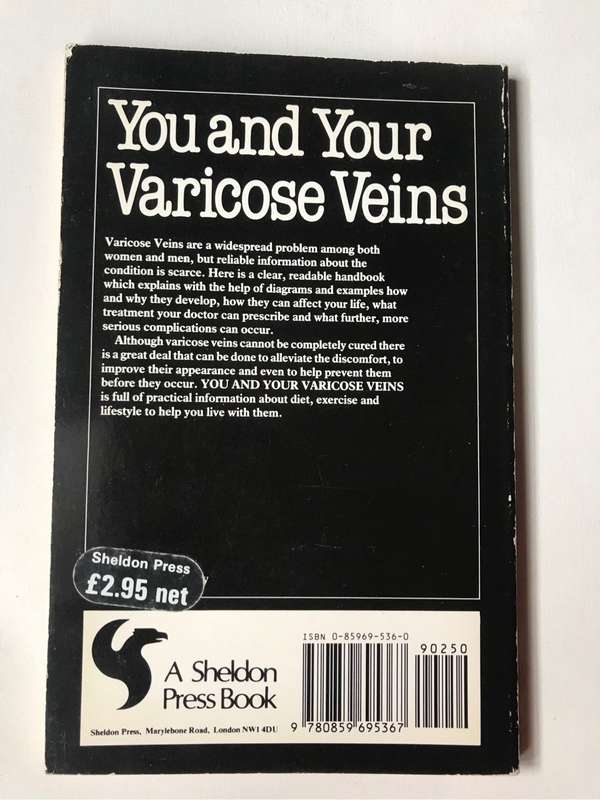 You and Your
Varicose Veins
Varicose Veins are a widespread problem among both
women and men, but reliable information about the
condition is scarce. Here is a clear, readable handbook
which explains with the help of diagrams and examples how
and why they develop, how they can affect your life, what
treatment your doctor can prescribe and what further, more
serious complications can occur.
Although varicose veins cannot be completely cured there
is a great deal that can be done to alleviate the discomfort, to
improve their appearance and even to help prevent them
before they occur. YOU AND YOUR VARICOSE VEINS
is full of practical information about diet, exercise and
lifestyle to help you live with them.
Sheldon Press
£2.95 net
A Sheldon
Press Book
Sheldon Press, Marylebone Road, London NW1 4DU
ISBN 0-85969-536-0
90250
9 780859 695367